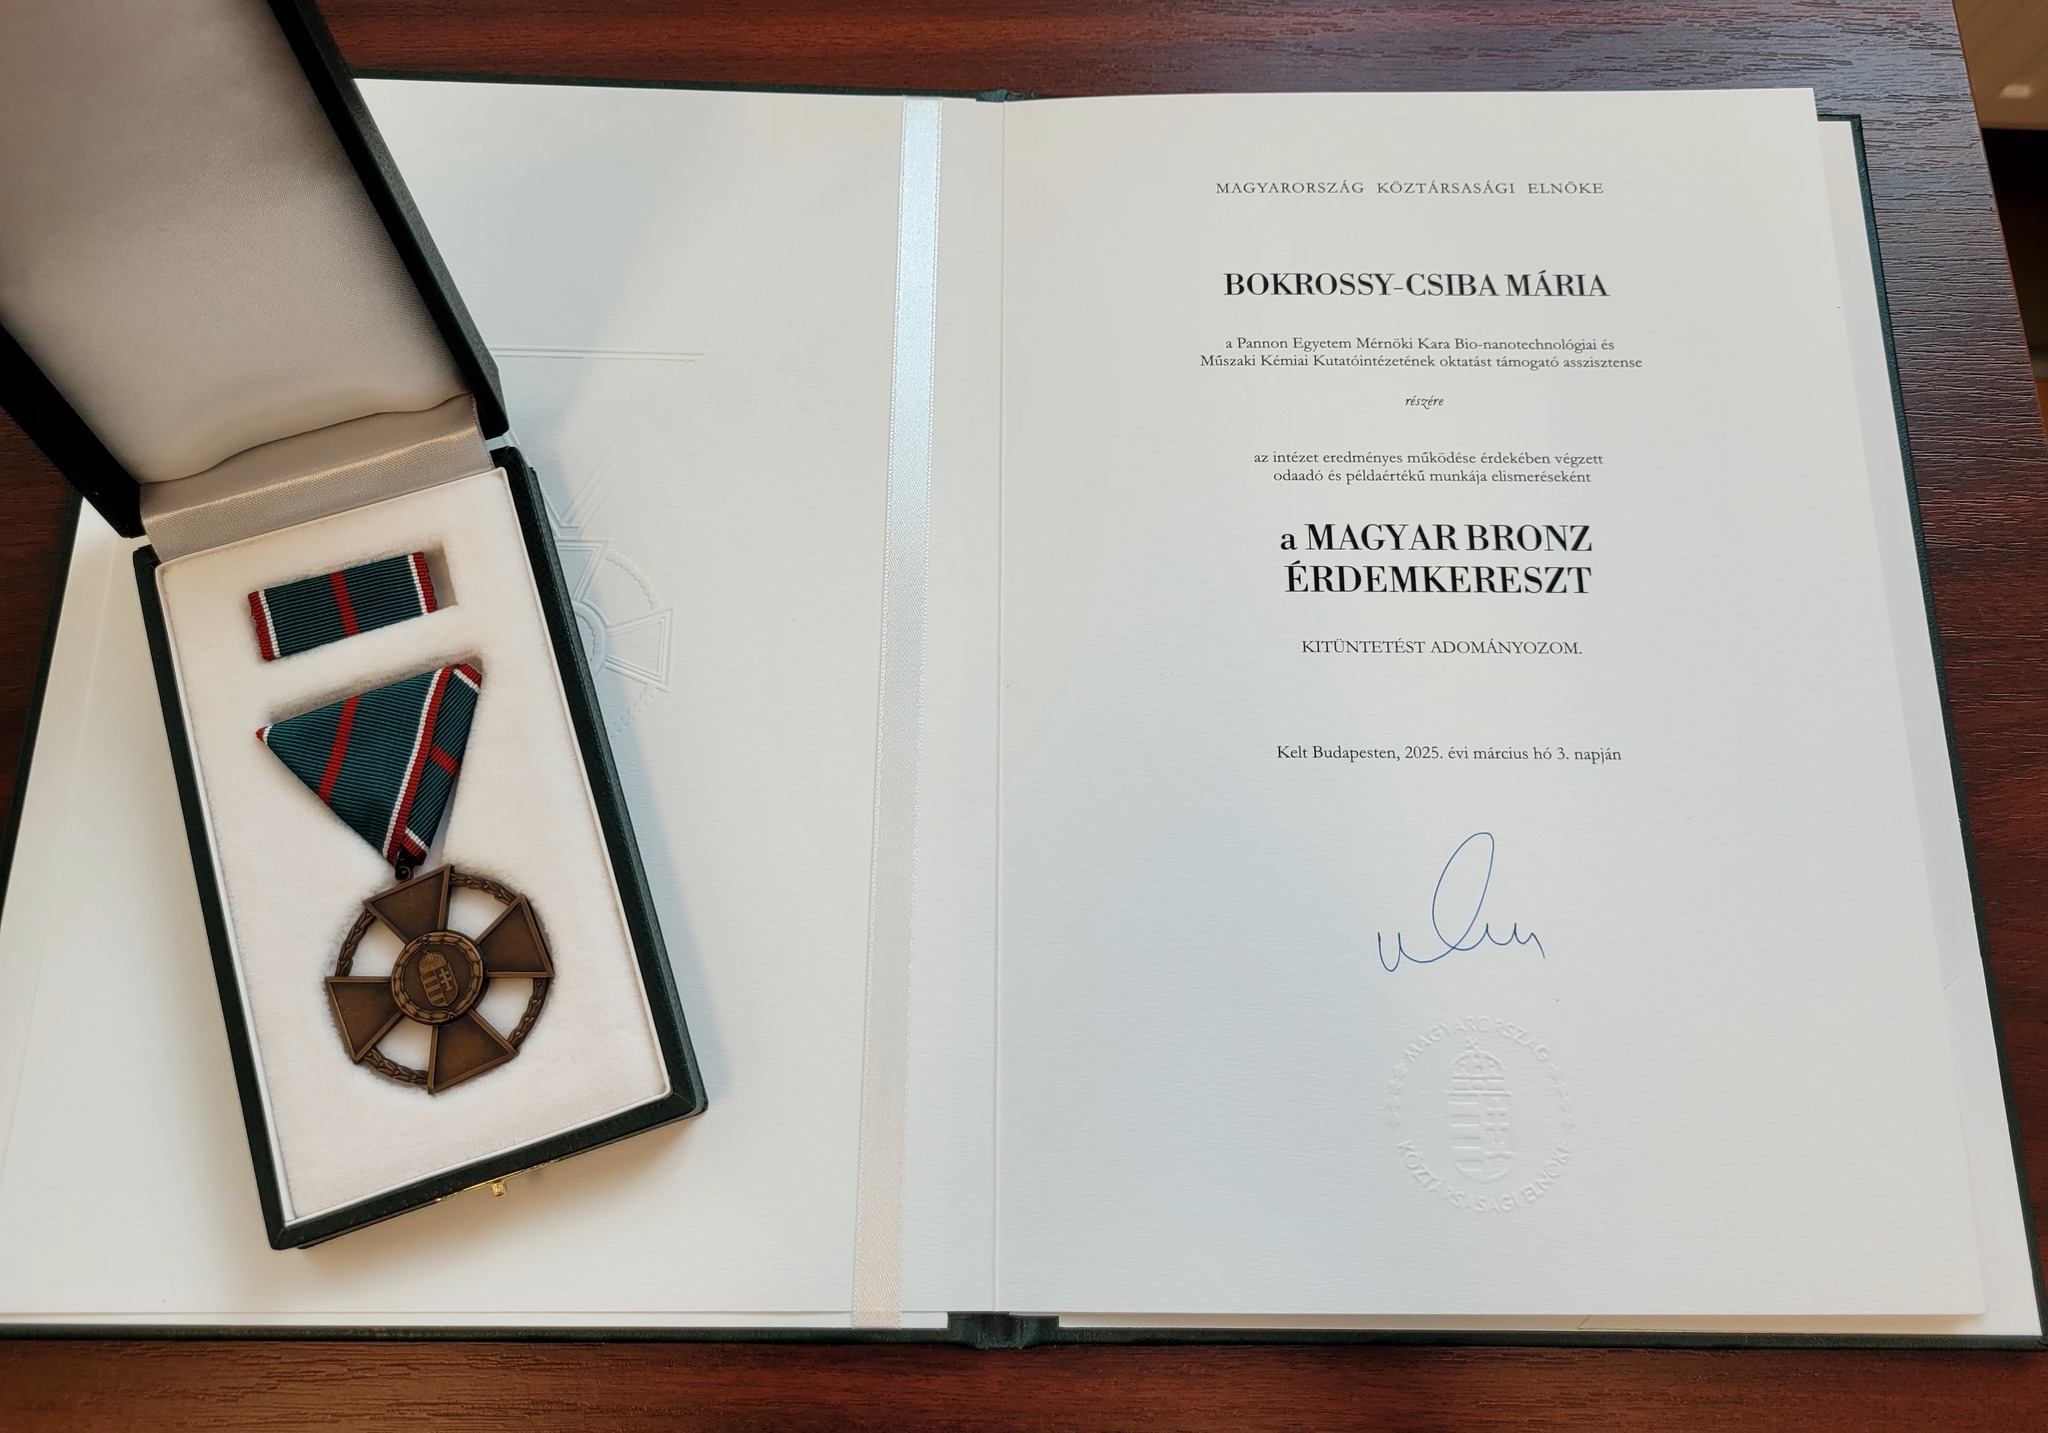 MAGYARORSZÁG KÖZTÁRSASÁGI ELNÖKE
BOKROSSY-CSIBA MÁRIA
a Pannon Egyetem Mérnöki Kara Bio-nanotechnológiai és
Műszaki Kémiai Kutatóintézetének oktatást támogató asszisztense
részére
az intézet eredményes működése érdekében végzett
odaadó és példaértékű munkája elismeréseként
a MAGYAR BRONZ
ÉRDEMKERESZT
KITÜNTETÉST ADOMÁNYOZOM.
Kelt Budapesten, 2025. évi március hó 3. napján
MAGYARORSZÁG
KÖZTÁRSASÁGI ELNÖKE